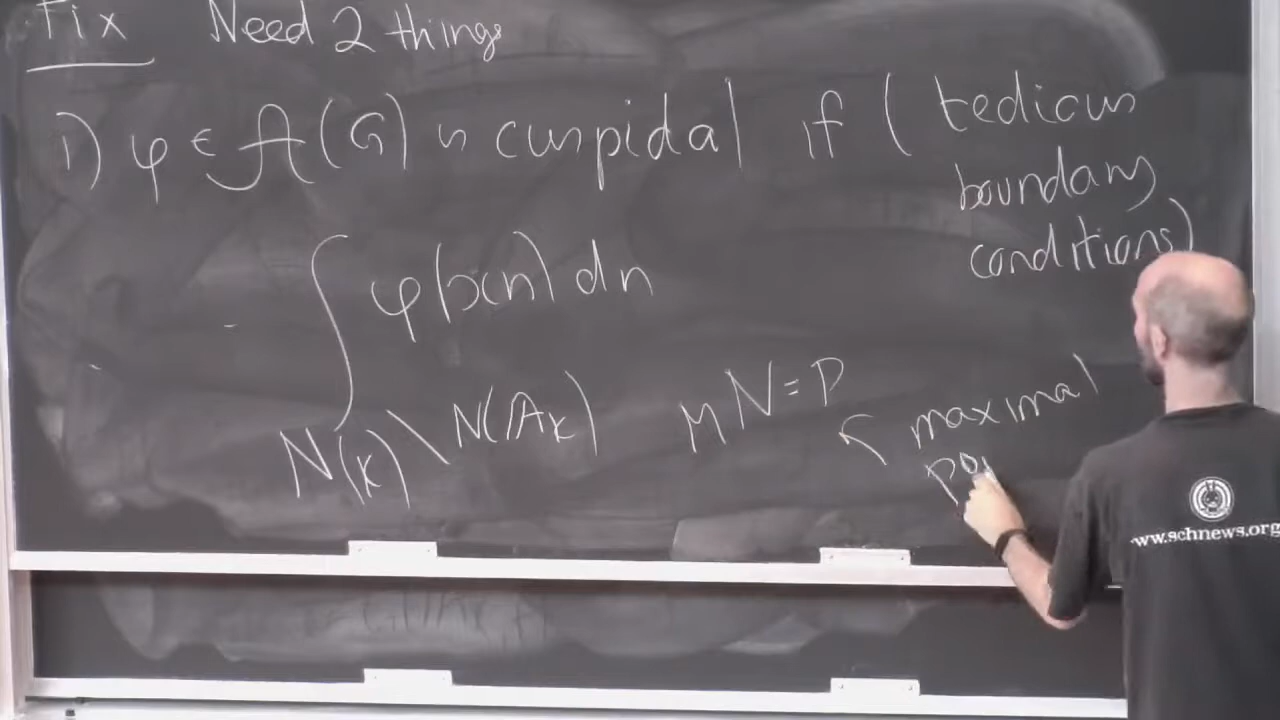 Fix Need 2 things
1) φ ∈ A(G) is cuspidal if ( tedious
boundary
conditions)
∫ φ(xn) dn
N(K)\N(A_K) MN = P
← maximal
par
www.schnews.org